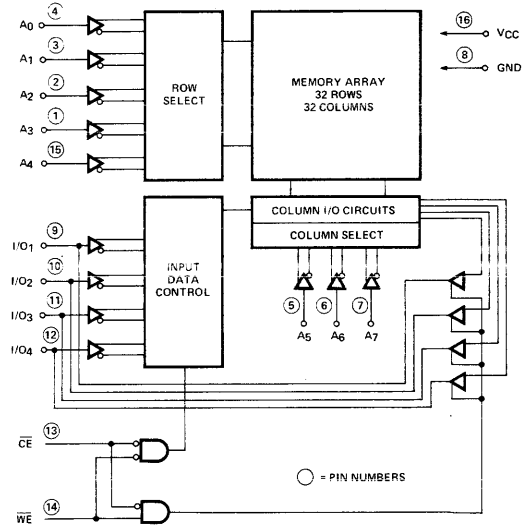 ④
A0
③
A1
②
A2
①
A3
⑮
A4
ROW
SELECT
MEMORY ARRAY
32 ROWS
32 COLUMNS
⑯
VCC
⑧
GND
⑨
I/O1
⑩
I/O2
⑪
I/O3
⑫
I/O4
INPUT
DATA
CONTROL
COLUMN I/O CIRCUITS
COLUMN SELECT
⑤ ⑥ ⑦
A5 A6 A7
⑬
C̅E̅
⑭
W̅E̅
= PIN NUMBERS